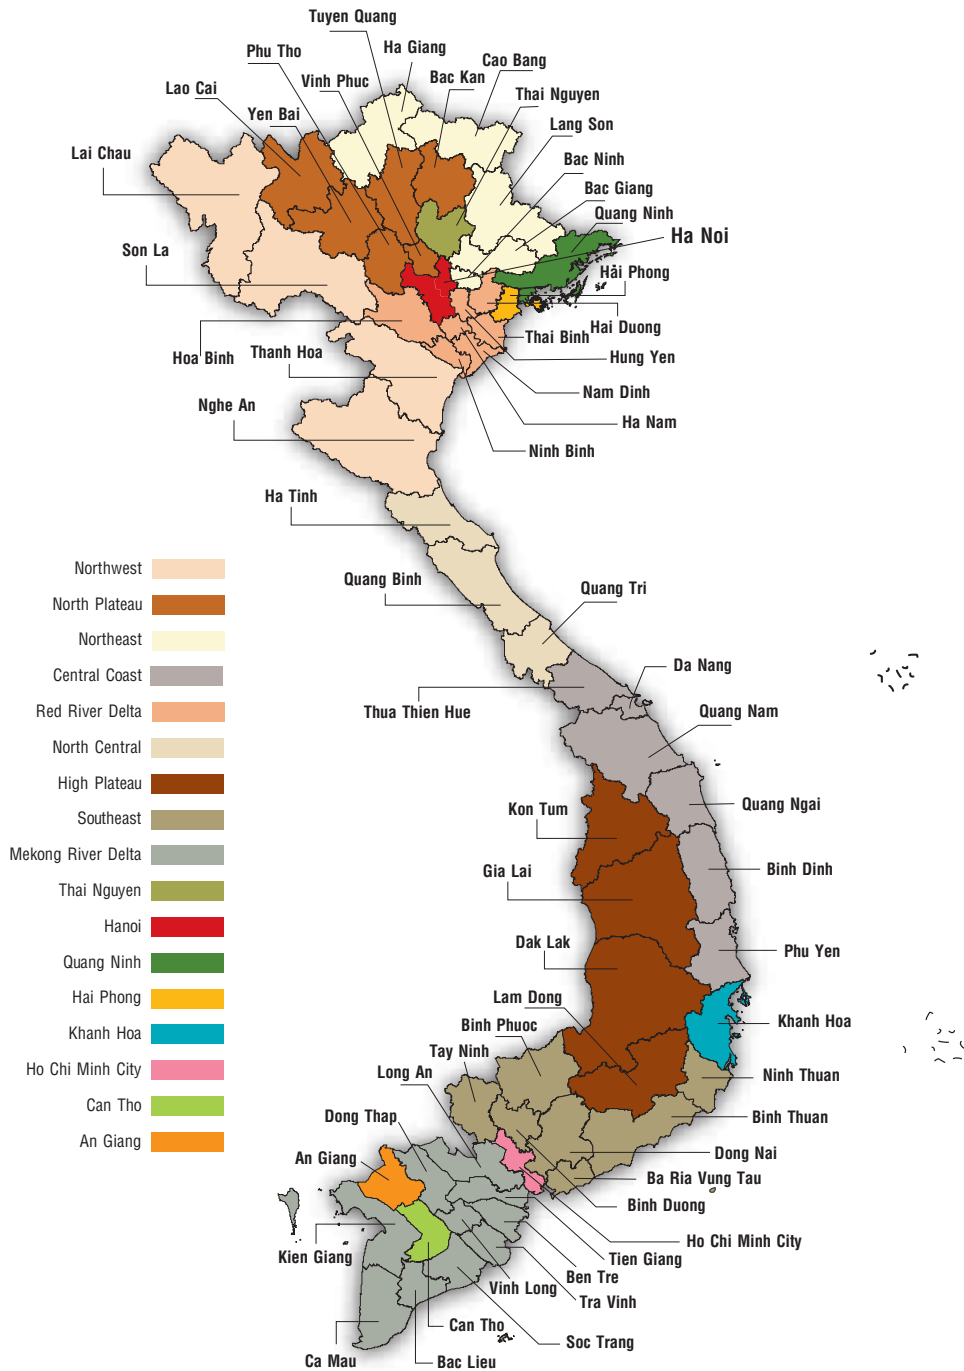 Tuyen Quang
Phu Tho
Ha Giang
Vinh Phuc
Bac Kan
Cao Bang
Lao Cai
Thai Nguyen
Yen Bai
Lang Son
Lai Chau
Bac Ninh
Bac Giang
Quang Ninh
Ha Noi
Son La
Hải Phong
Hai Duong
Thai Binh
Hoa Binh
Thanh Hoa
Hung Yen
Nam Dinh
Nghe An
Ha Nam
Ninh Binh
Ha Tinh
Quang Binh
Quang Tri
Da Nang
Thua Thien Hue
Quang Nam
Kon Tum
Quang Ngai
Gia Lai
Binh Dinh
Dak Lak
Phu Yen
Lam Dong
Khanh Hoa
Binh Phuoc
Tay Ninh
Ninh Thuan
Long An
Dong Thap
Binh Thuan
An Giang
Dong Nai
Ba Ria Vung Tau
Binh Duong
Ho Chi Minh City
Kien Giang
Tien Giang
Ben Tre
Vinh Long
Tra Vinh
Can Tho
Soc Trang
Ca Mau
Bac Lieu
Northwest
North Plateau
Northeast
Central Coast
Red River Delta
North Central
High Plateau
Southeast
Mekong River Delta
Thai Nguyen
Hanoi
Quang Ninh
Hai Phong
Khanh Hoa
Ho Chi Minh City
Can Tho
An Giang